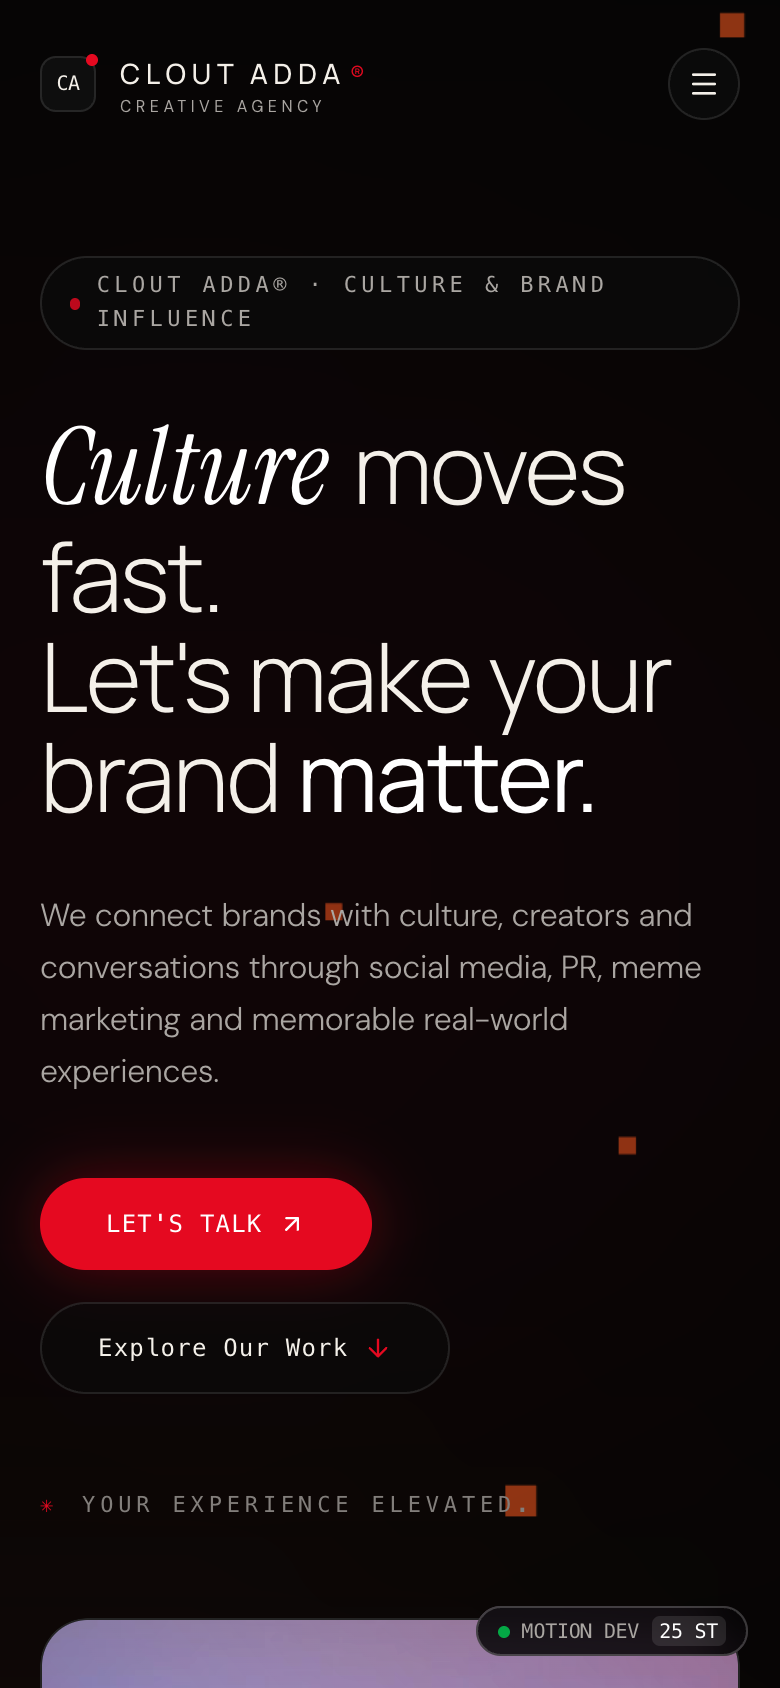 CA
CLOUT ADDA®
CREATIVE AGENCY
CLOUT ADDA® · CULTURE & BRAND
INFLUENCE
Culture moves
fast.
Let's make your
brand matter.
We connect brands with culture, creators and
conversations through social media, PR, meme
marketing and memorable real-world
experiences.
LET'S TALK ↗
Explore Our Work ↓
✳ YOUR EXPERIENCE ELEVATED.
MOTION DEV 25 ST